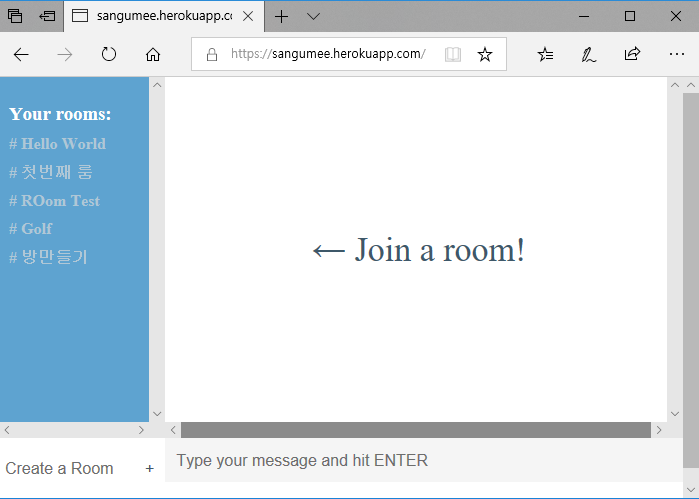 sangumee.herokuapp.co
https://sangumee.herokuapp.com/
Your rooms:
# Hello World
# 첫번째 룸
# ROom Test
# Golf
# 방만들기
← Join a room!
Create a Room +
Type your message and hit ENTER